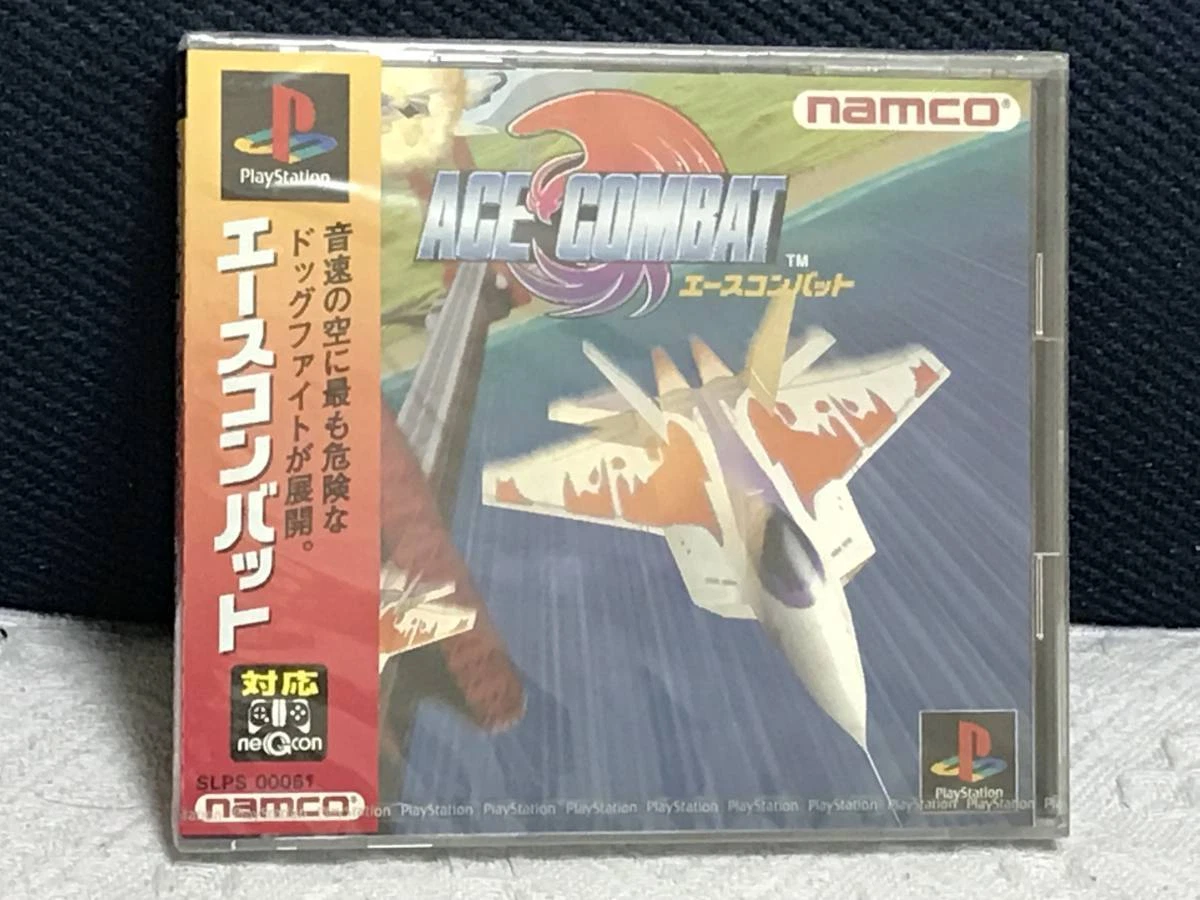 PlayStation
エースコンバット
音速の空に最も危険な
ドッグファイトが展開。
対応
neGcon
SLPS 00061
namco
namco
ACE COMBAT TM
エースコンバット
PlayStation
PlayStation PlayStation PlayStation PlayStation PlayStation PlayStation PlayStation PlayStation PlayStation PlayStation